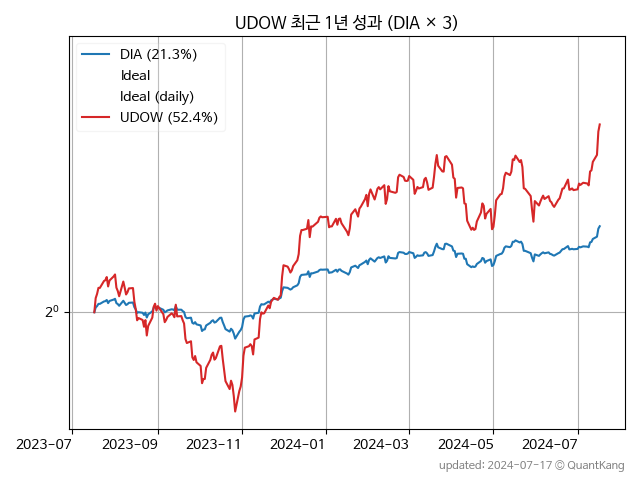 UDOW 최근 1년 성과 (DIA × 3)
DIA (21.3%)
Ideal
Ideal (daily)
UDOW (52.4%)
2⁰
2023-07 2023-09 2023-11 2024-01 2024-03 2024-05 2024-07
updated: 2024-07-17 © QuantKang